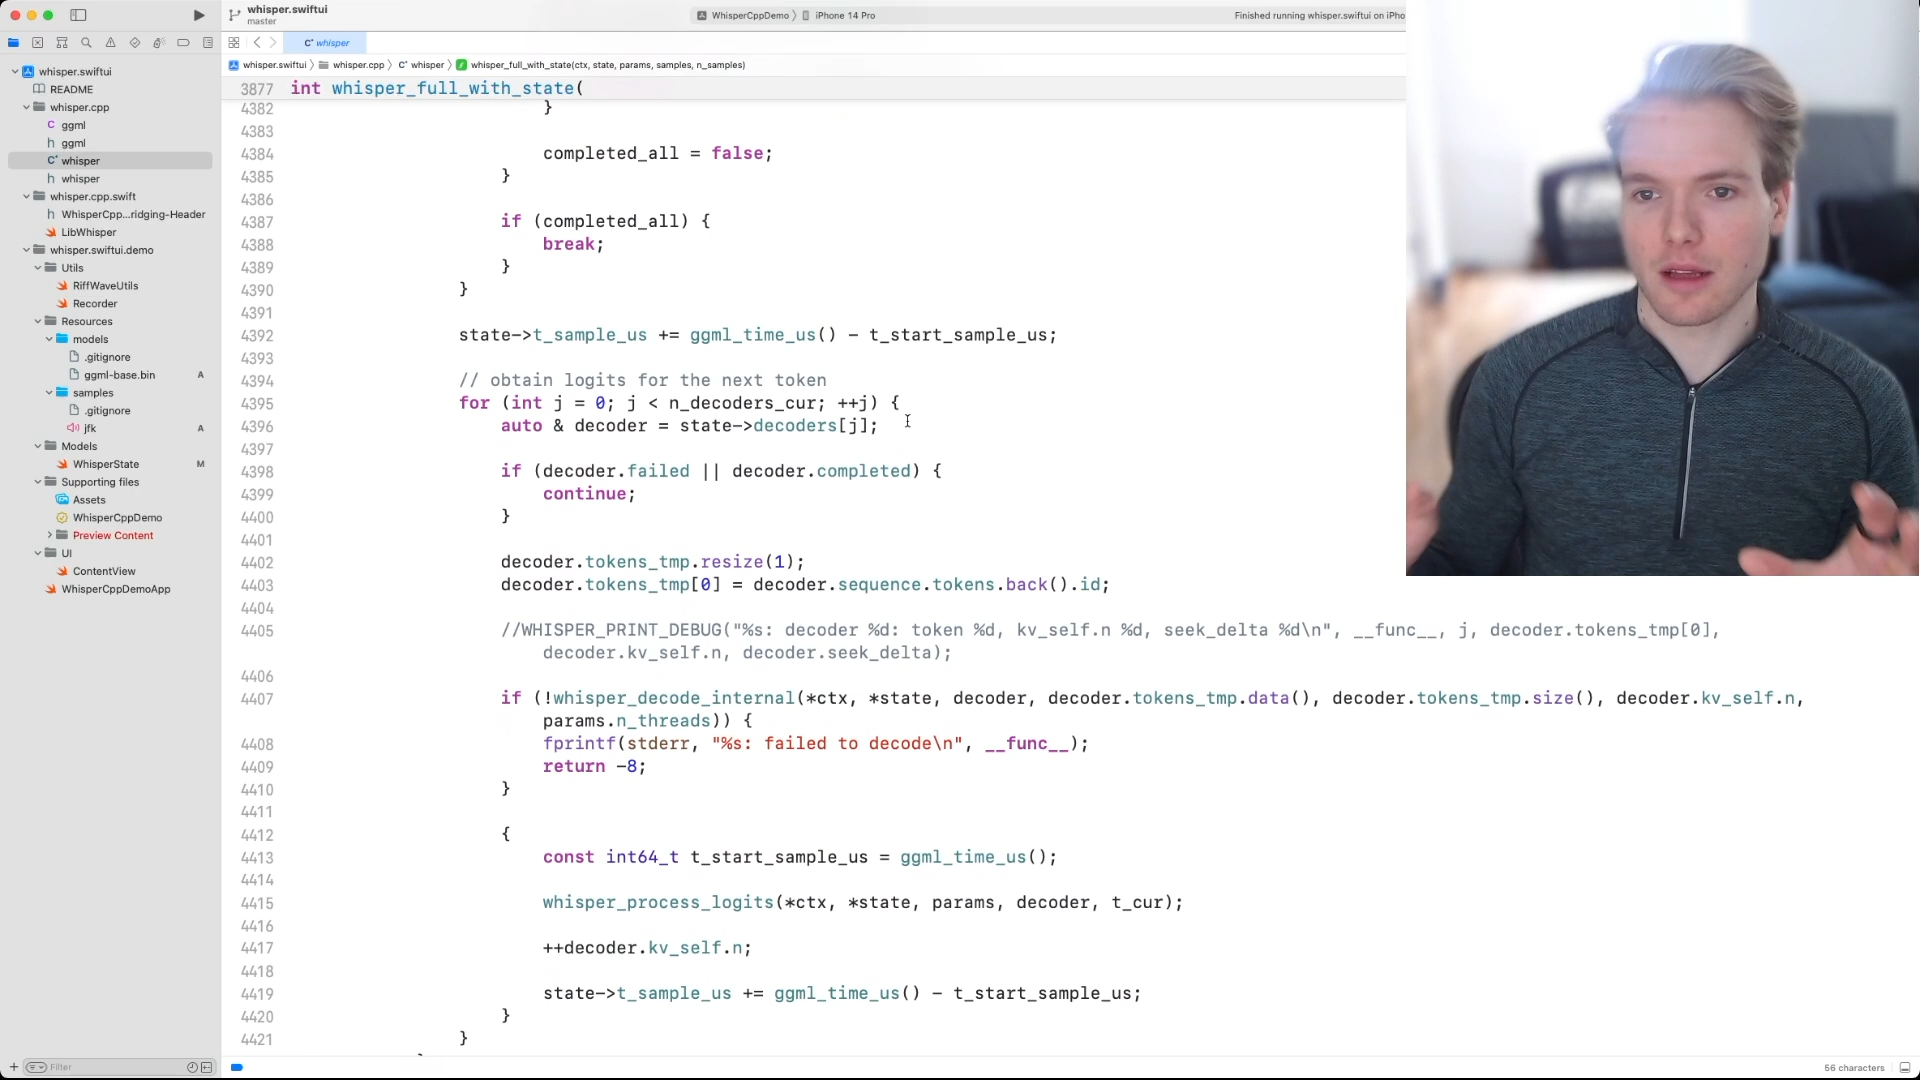 whisper.swiftui
master
WhisperCppDemo 〉 iPhone 14 Pro
Finished running whisper.swiftui on iPho
whisper
whisper.swiftui 〉 whisper.cpp 〉 whisper 〉 whisper_full_with_state(ctx, state, params, samples, n_samples)
whisper.swiftui
README
whisper.cpp
C ggml
h ggml
C whisper
h whisper
whisper.cpp.swift
h WhisperCpp...ridging-Header
LibWhisper
whisper.swiftui.demo
Utils
RiffWaveUtils
Recorder
Resources
models
.gitignore
ggml-base.bin A
samples
.gitignore
jfk A
Models
WhisperState M
Supporting files
Assets
WhisperCppDemo
Preview Content
UI
ContentView
WhisperCppDemoApp
Filter
3877 int whisper_full_with_state(
4382 }
4383
4384 completed_all = false;
4385 }
4386
4387 if (completed_all) {
4388 break;
4389 }
4390 }
4391
4392 state->t_sample_us += ggml_time_us() - t_start_sample_us;
4393
4394 // obtain logits for the next token
4395 for (int j = 0; j < n_decoders_cur; ++j) {
4396 auto & decoder = state->decoders[j];
4397
4398 if (decoder.failed || decoder.completed) {
4399 continue;
4400 }
4401
4402 decoder.tokens_tmp.resize(1);
4403 decoder.tokens_tmp[0] = decoder.sequence.tokens.back().id;
4404
4405 //WHISPER_PRINT_DEBUG("%s: decoder %d: token %d, kv_self.n %d, seek_delta %d\n", __func__, j, decoder.tokens_tmp[0],
decoder.kv_self.n, decoder.seek_delta);
4406
4407 if (!whisper_decode_internal(*ctx, *state, decoder, decoder.tokens_tmp.data(), decoder.tokens_tmp.size(), decoder.kv_self.n,
params.n_threads)) {
4408 fprintf(stderr, "%s: failed to decode\n", __func__);
4409 return -8;
4410 }
4411
4412 {
4413 const int64_t t_start_sample_us = ggml_time_us();
4414
4415 whisper_process_logits(*ctx, *state, params, decoder, t_cur);
4416
4417 ++decoder.kv_self.n;
4418
4419 state->t_sample_us += ggml_time_us() - t_start_sample_us;
4420 }
4421 }
56 characters